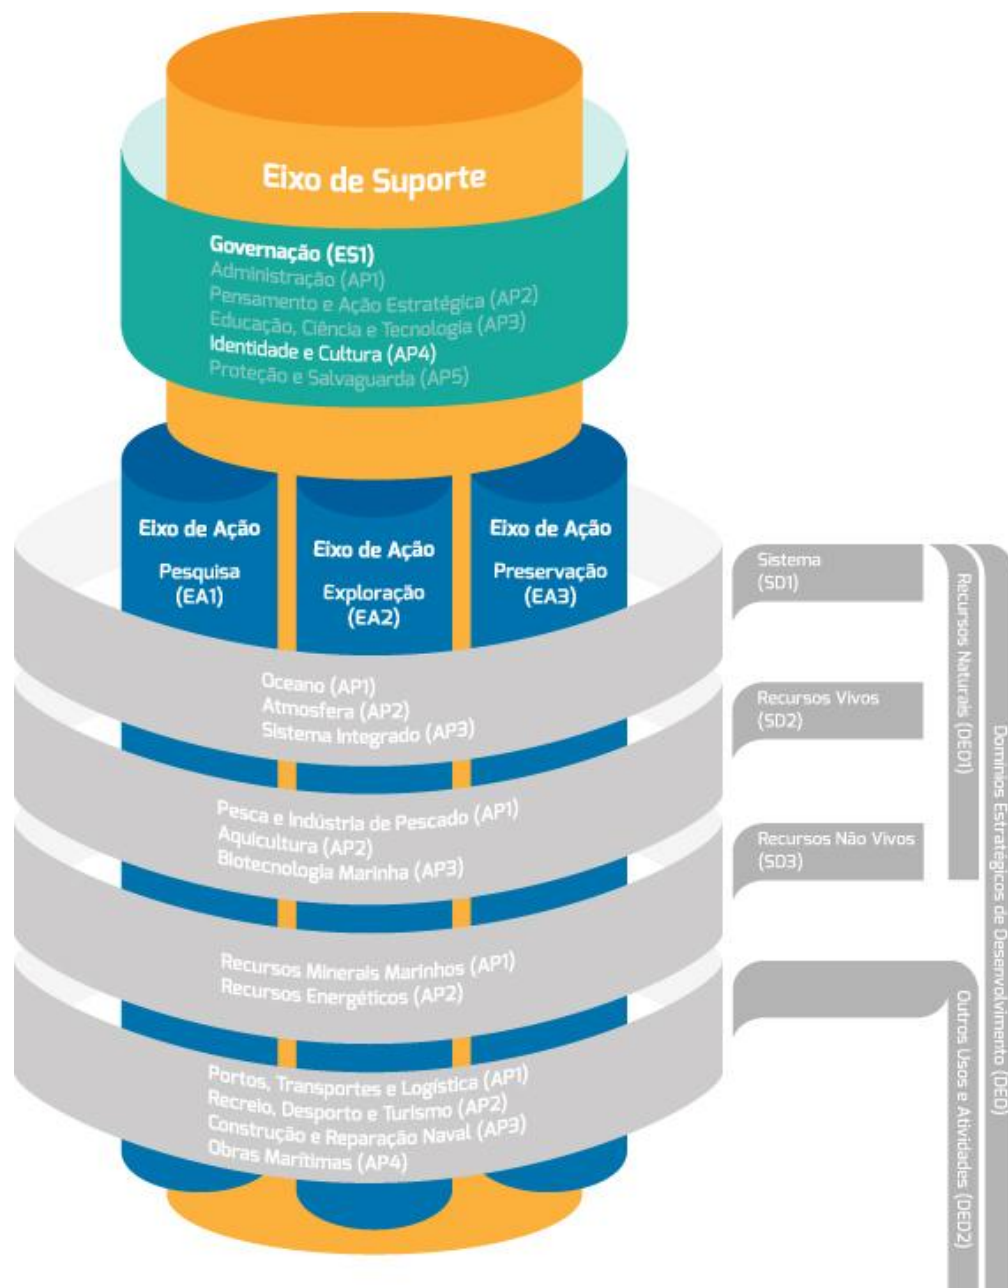 Eixo de Suporte
Governação (ES1)
Administração (AP1)
Pensamento e Ação Estratégica (AP2)
Educação, Ciência e Tecnologia (AP3)
Identidade e Cultura (AP4)
Proteção e Salvaguarda (AP5)
Eixo de Ação
Pesquisa
(EA1)
Eixo de Ação
Exploração
(EA2)
Eixo de Ação
Preservação
(EA3)
Oceano (AP1)
Atmosfera (AP2)
Sistema Integrado (AP3)
Pesca e Indústria de Pescado (AP1)
Aquicultura (AP2)
Biotecnologia Marinha (AP3)
Recursos Minerais Marinhos (AP1)
Recursos Energéticos (AP2)
Portos, Transportes e Logística (AP1)
Recreio, Desporto e Turismo (AP2)
Construção e Reparação Naval (AP3)
Obras Marítimas (AP4)
Sistema
(SD1)
Recursos Vivos
(SD2)
Recursos Não Vivos
(SD3)
Recursos Naturais (DED1)
Outros Usos e Atividades (DED2)
Domínios Estratégicos de Desenvolvimento (DED)